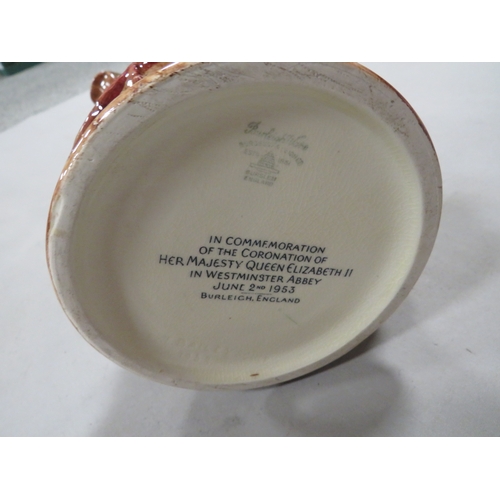 IN COMMEMORATION
OF THE CORONATION OF
HER MAJESTY QUEEN ELIZABETH II
IN WESTMINSTER ABBEY
JUNE 2ND 1953
BURLEIGH, ENGLAND